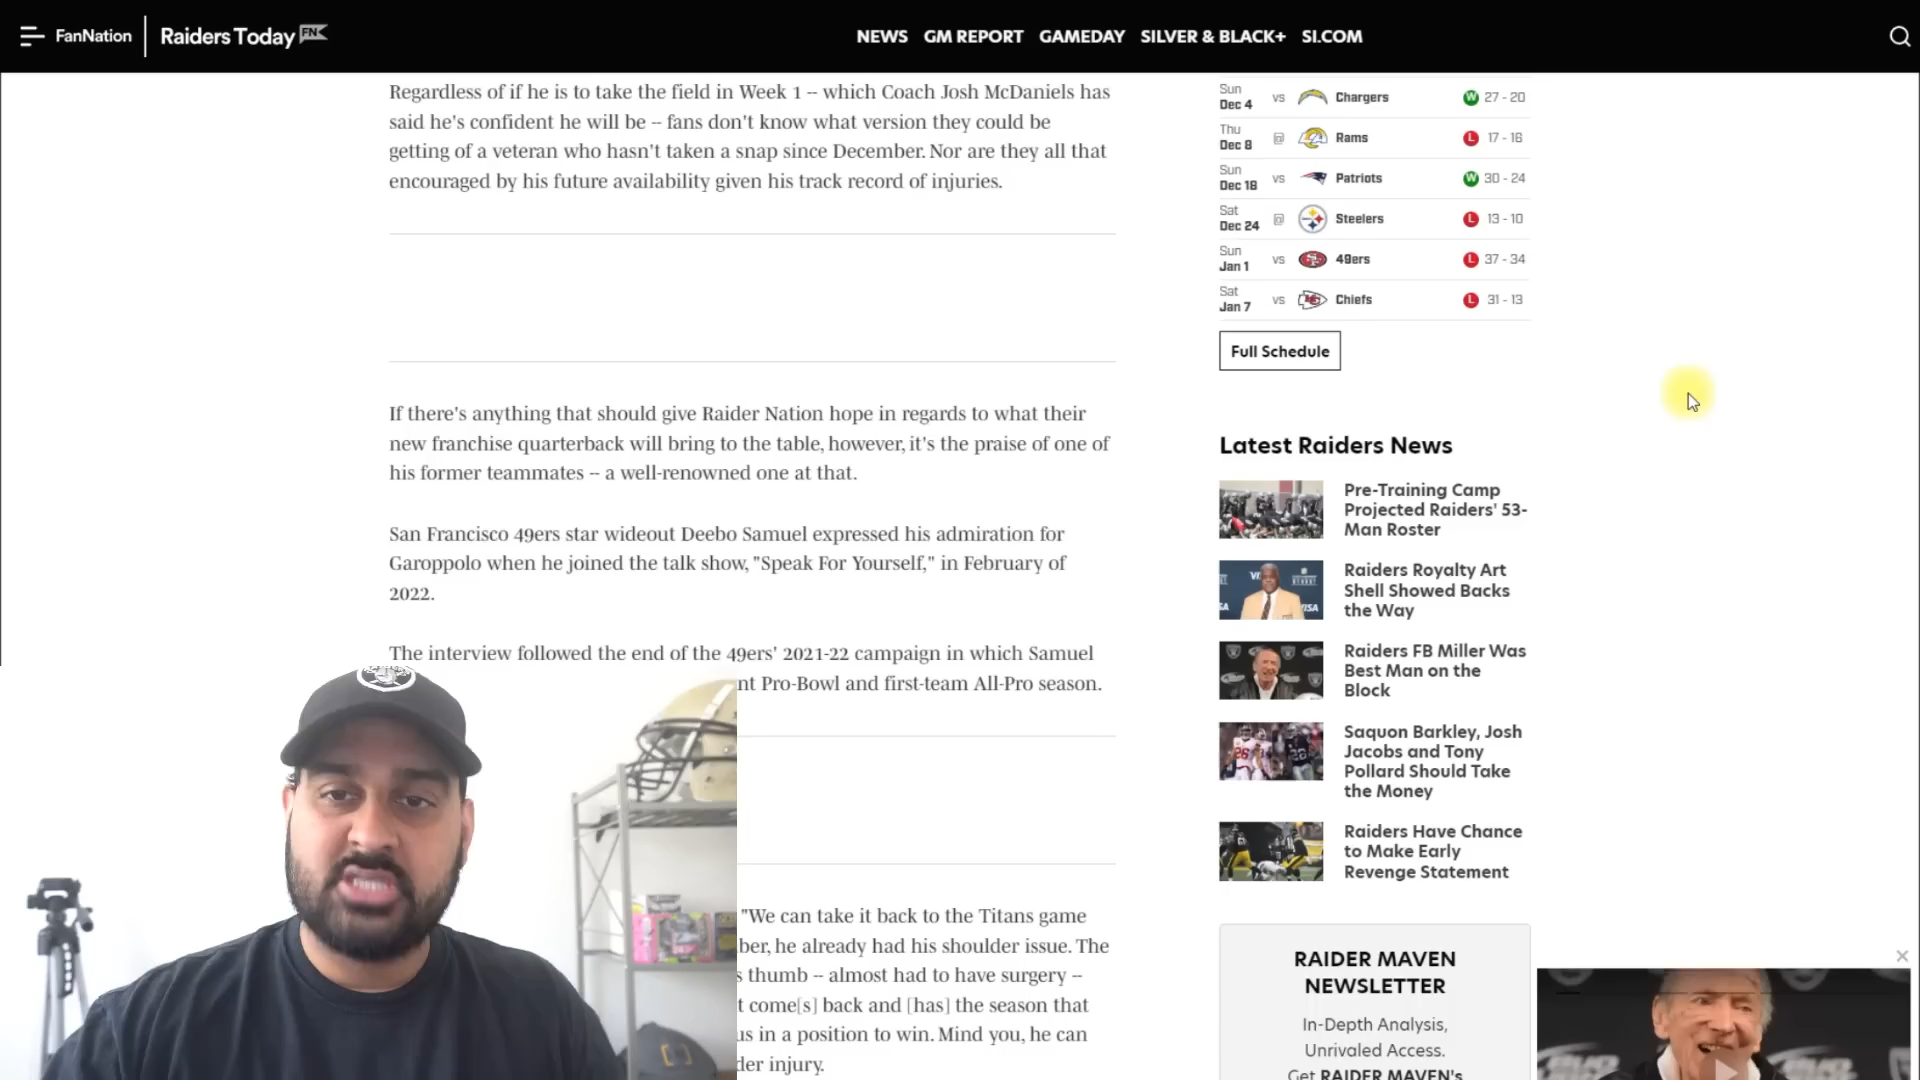 FanNation
Raiders Today FN
NEWS GM REPORT GAMEDAY SILVER & BLACK+ SI.COM
Regardless of if he is to take the field in Week 1 -- which Coach Josh McDaniels has
said he's confident he will be -- fans don't know what version they could be
getting of a veteran who hasn't taken a snap since December. Nor are they all that
encouraged by his future availability given his track record of injuries.
If there's anything that should give Raider Nation hope in regards to what their
new franchise quarterback will bring to the table, however, it's the praise of one of
his former teammates -- a well-renowned one at that.
San Francisco 49ers star wideout Deebo Samuel expressed his admiration for
Garoppolo when he joined the talk show, "Speak For Yourself," in February of
2022.
The interview followed the end of the 49ers' 2021-22 campaign in which Samuel
nt Pro-Bowl and first-team All-Pro season.
"We can take it back to the Titans game
ber, he already had his shoulder issue. The
s thumb -- almost had to have surgery --
t come[s] back and [has] the season that
us in a position to win. Mind you, he can
der injury.
Sun
Dec 4 vs Chargers W 27 - 20
Thu
Dec 8 @ Rams L 17 - 16
Sun
Dec 18 vs Patriots W 30 - 24
Sat
Dec 24 @ Steelers L 13 - 10
Sun
Jan 1 vs 49ers L 37 - 34
Sat
Jan 7 vs Chiefs L 31 - 13
Full Schedule
Latest Raiders News
Pre-Training Camp
Projected Raiders' 53-
Man Roster
Raiders Royalty Art
Shell Showed Backs
the Way
Raiders FB Miller Was
Best Man on the
Block
Saquon Barkley, Josh
Jacobs and Tony
Pollard Should Take
the Money
Raiders Have Chance
to Make Early
Revenge Statement
RAIDER MAVEN
NEWSLETTER
In-Depth Analysis,
Unrivaled Access.
Get RAIDER MAVEN's